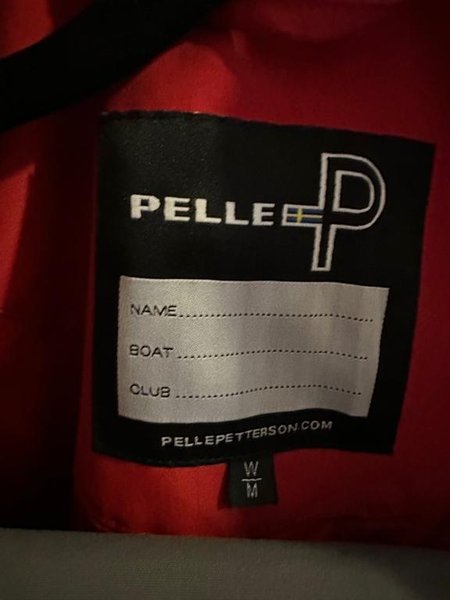 PELLE P
NAME....................................
BOAT....................................
CLUB....................................
PELLEPETTERSON.COM
W
M